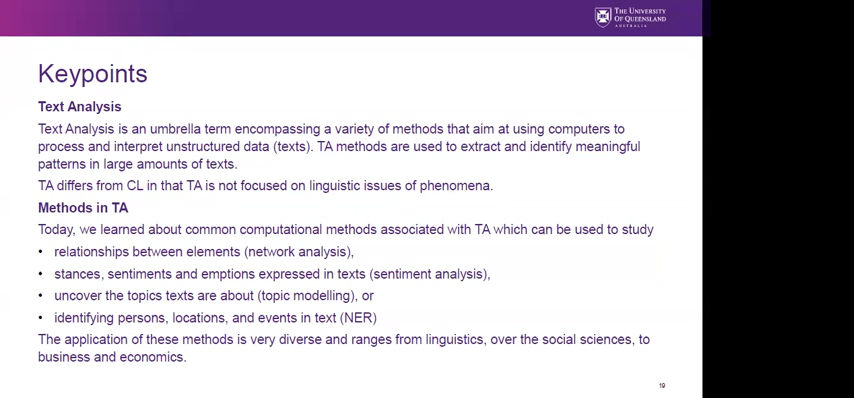 THE UNIVERSITY
OF QUEENSLAND
AUSTRALIA
Keypoints
Text Analysis
Text Analysis is an umbrella term encompassing a variety of methods that aim at using computers to
process and interpret unstructured data (texts). TA methods are used to extract and identify meaningful
patterns in large amounts of texts.
TA differs from CL in that TA is not focused on linguistic issues of phenomena.
Methods in TA
Today, we learned about common computational methods associated with TA which can be used to study
• relationships between elements (network analysis),
• stances, sentiments and emptions expressed in texts (sentiment analysis),
• uncover the topics texts are about (topic modelling), or
• identifying persons, locations, and events in text (NER)
The application of these methods is very diverse and ranges from linguistics, over the social sciences, to
business and economics.
19